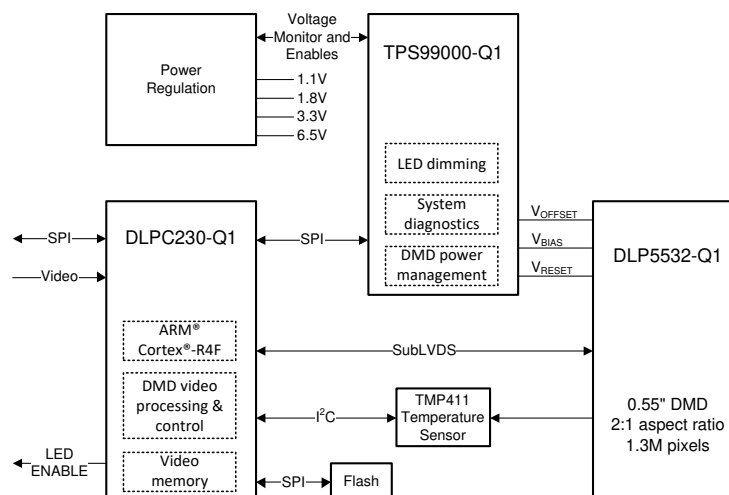 Voltage
Monitor and
Enables
TPS99000-Q1
Power
Regulation
1.1V
1.8V
3.3V
6.5V
LED dimming
System
diagnostics
DMD power
management
VOFFSET
VBIAS
VRESET
DLP5532-Q1
DLPC230-Q1
SPI
SPI
Video
ARM®
Cortex®-R4F
SubLVDS
DMD video
processing &
control
I²C
TMP411
Temperature
Sensor
0.55" DMD
2:1 aspect ratio
1.3M pixels
LED
ENABLE
Video
memory
SPI
Flash